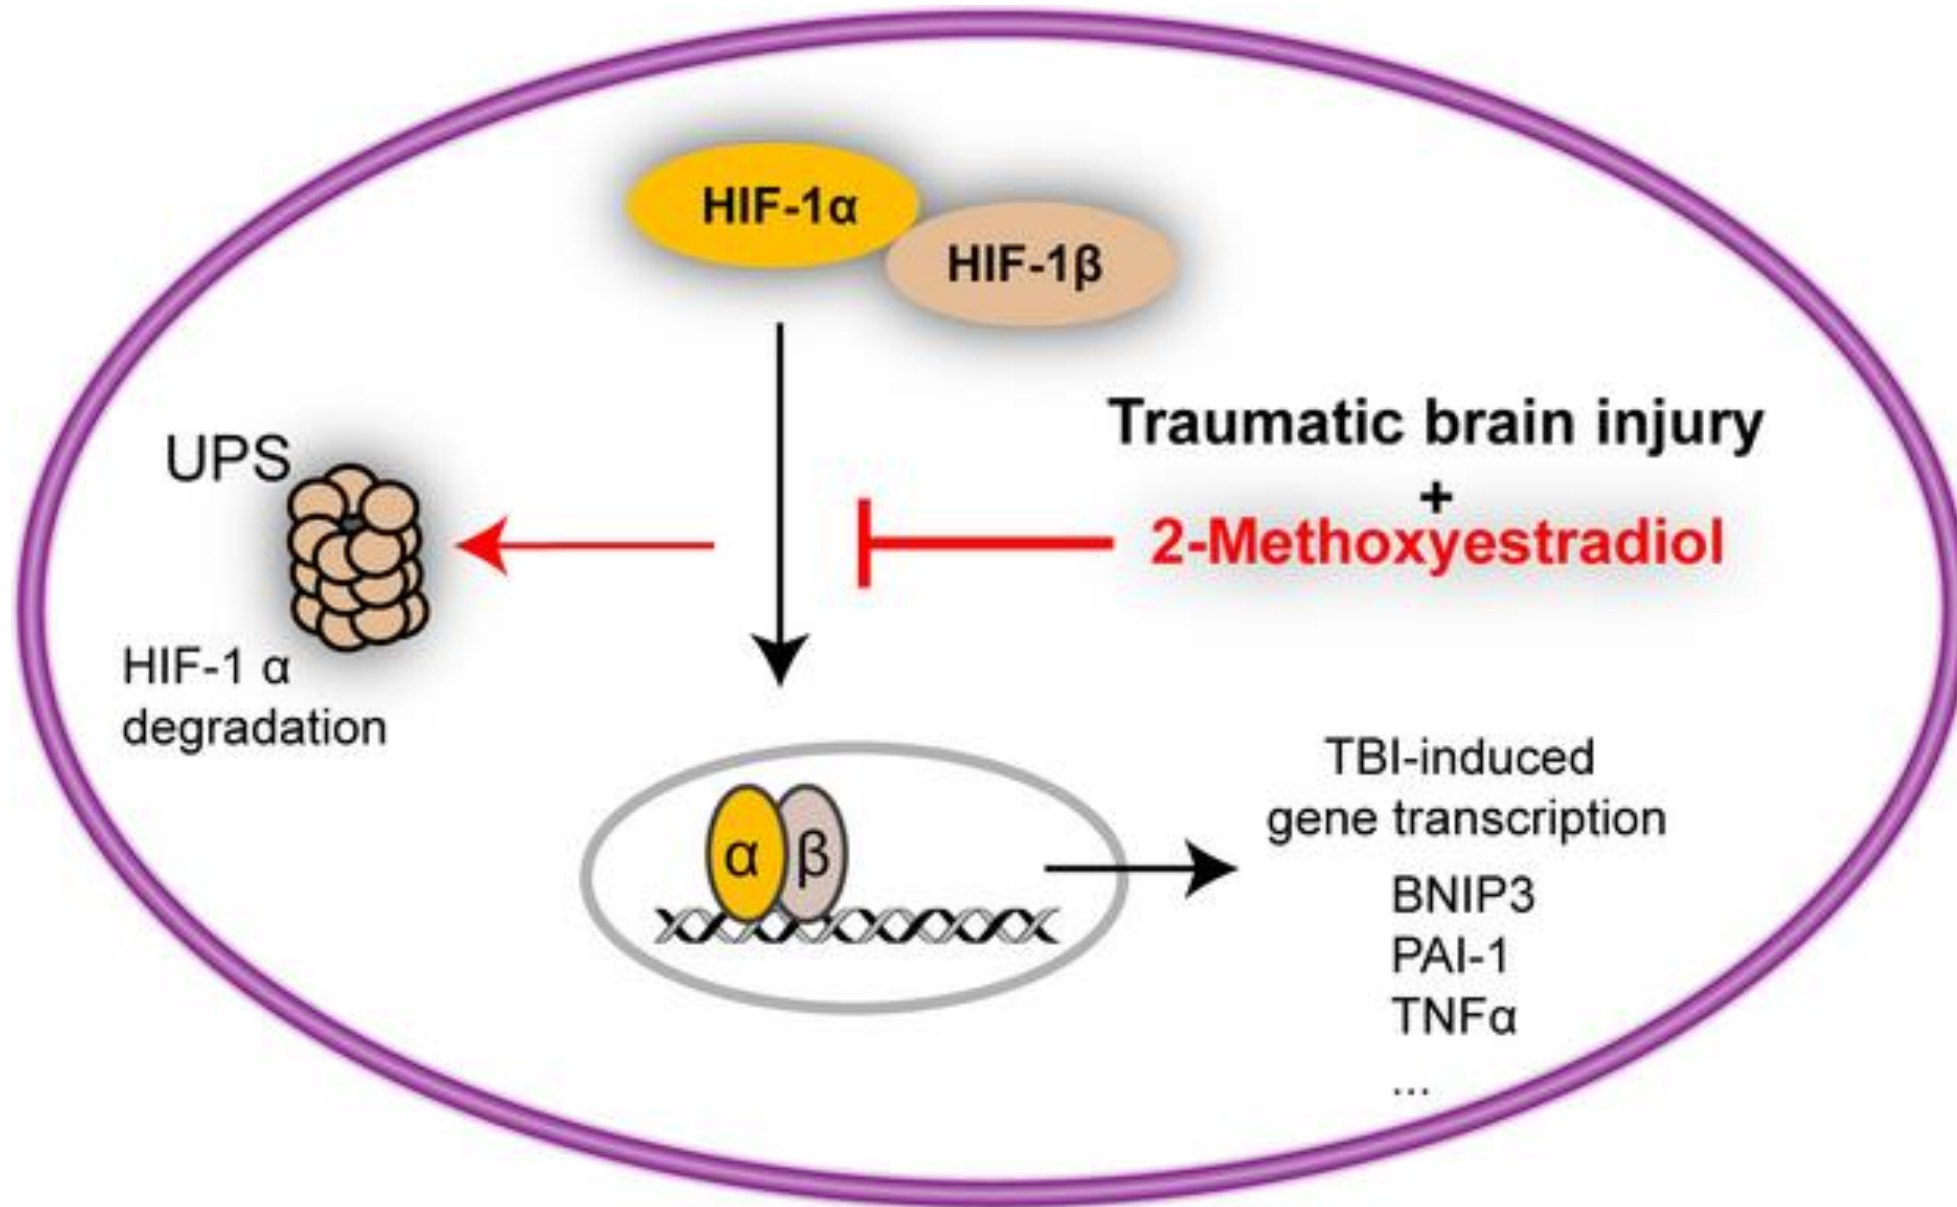 HIF-1α
HIF-1β
Traumatic brain injury
+
2-Methoxyestradiol
UPS
HIF-1 α
degradation
α β
TBI-induced
gene transcription
BNIP3
PAI-1
TNFα
...